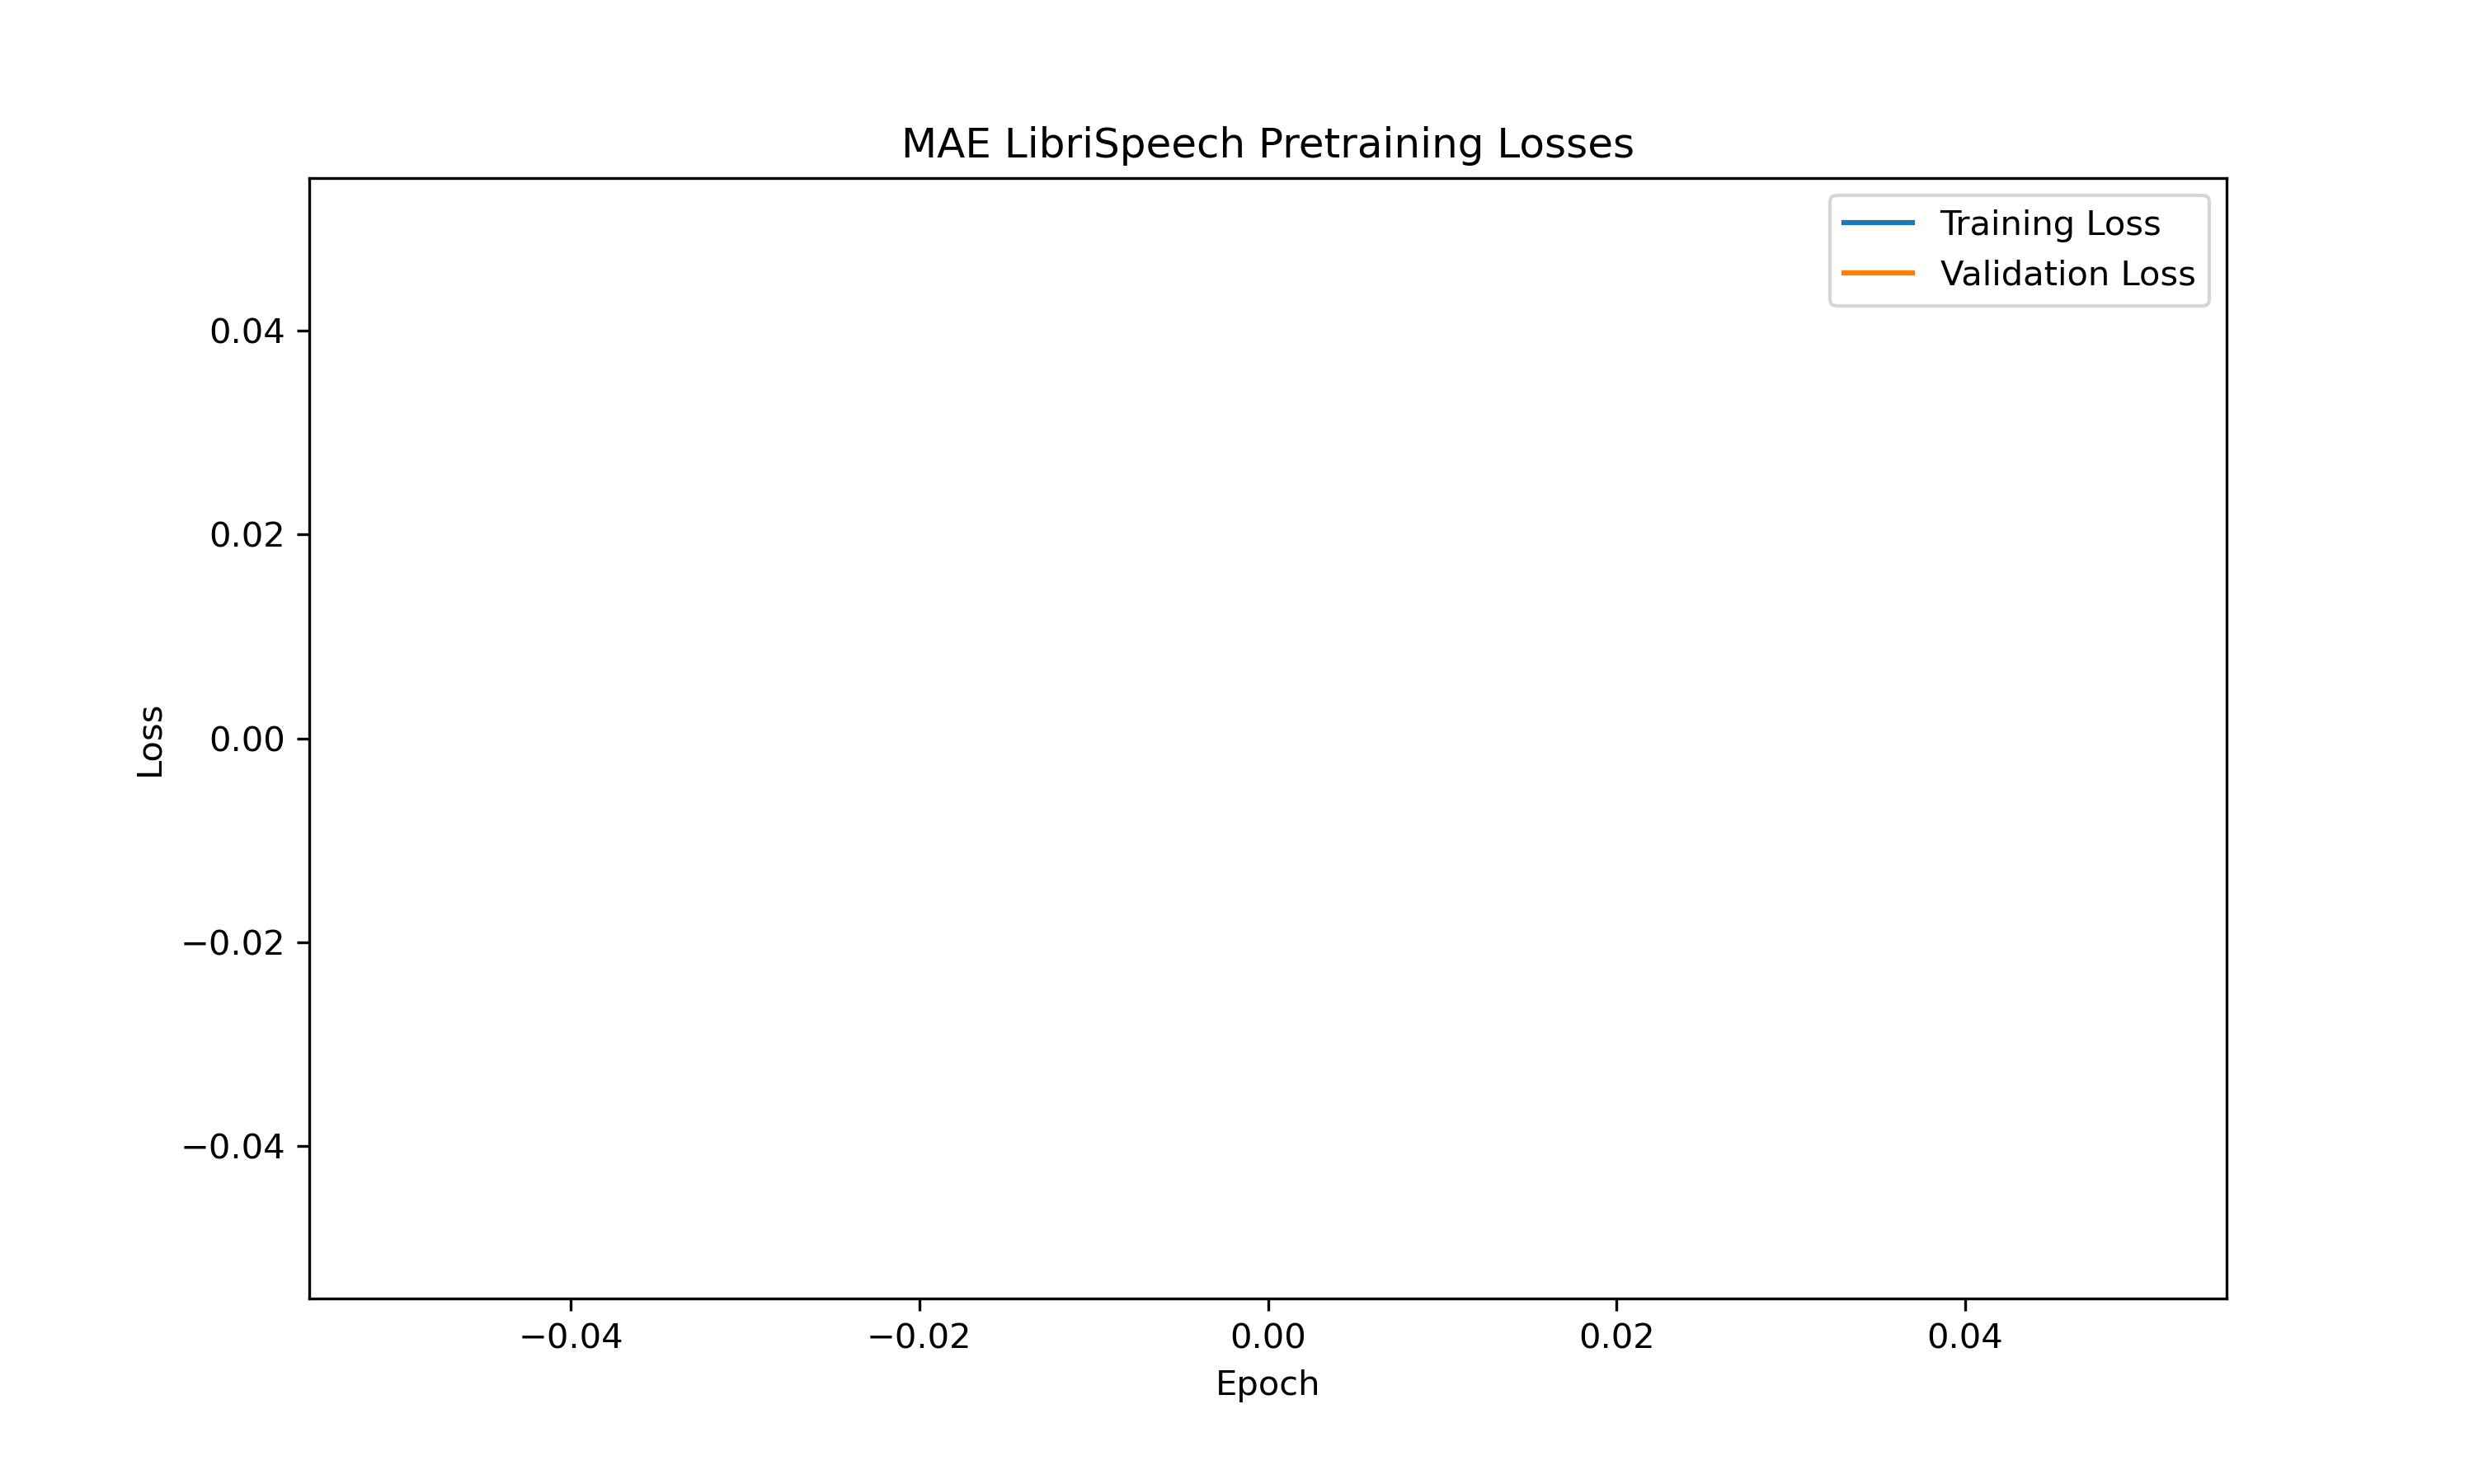 MAE LibriSpeech Pretraining Losses
Training Loss
Validation Loss
0.04
0.02
0.00
−0.02
−0.04
Loss
−0.04
−0.02
0.00
0.02
0.04
Epoch